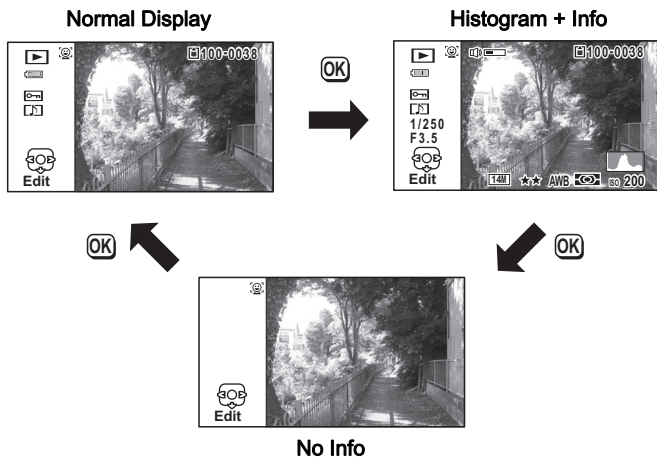 Normal Display
100-0038
Edit
OK
Histogram + Info
100-0038
1/250
F3.5
Edit
14M ★★ AWB ISO 200
OK
OK
Edit
No Info